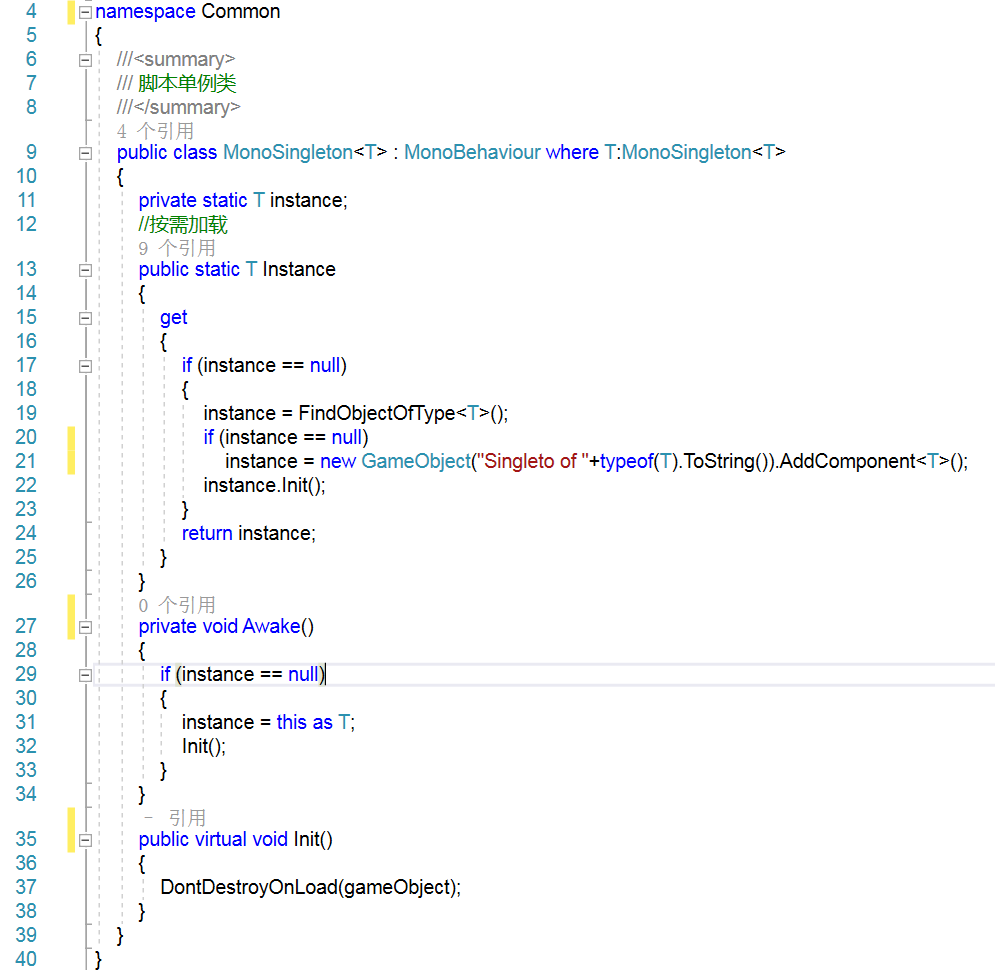 4 namespace Common
5 {
6 ///<summary>
7 /// 脚本单例类
8 ///</summary>
4 个引用
9 public class MonoSingleton<T> : MonoBehaviour where T:MonoSingleton<T>
10 {
11 private static T instance;
12 //按需加载
9 个引用
13 public static T Instance
14 {
15 get
16 {
17 if (instance == null)
18 {
19 instance = FindObjectOfType<T>();
20 if (instance == null)
21 instance = new GameObject("Singleto of "+typeof(T).ToString()).AddComponent<T>();
22 instance.Init();
23 }
24 return instance;
25 }
26 }
0 个引用
27 private void Awake()
28 {
29 if (instance == null)
30 {
31 instance = this as T;
32 Init();
33 }
34 }
- 引用
35 public virtual void Init()
36 {
37 DontDestroyOnLoad(gameObject);
38 }
39 }
40 }